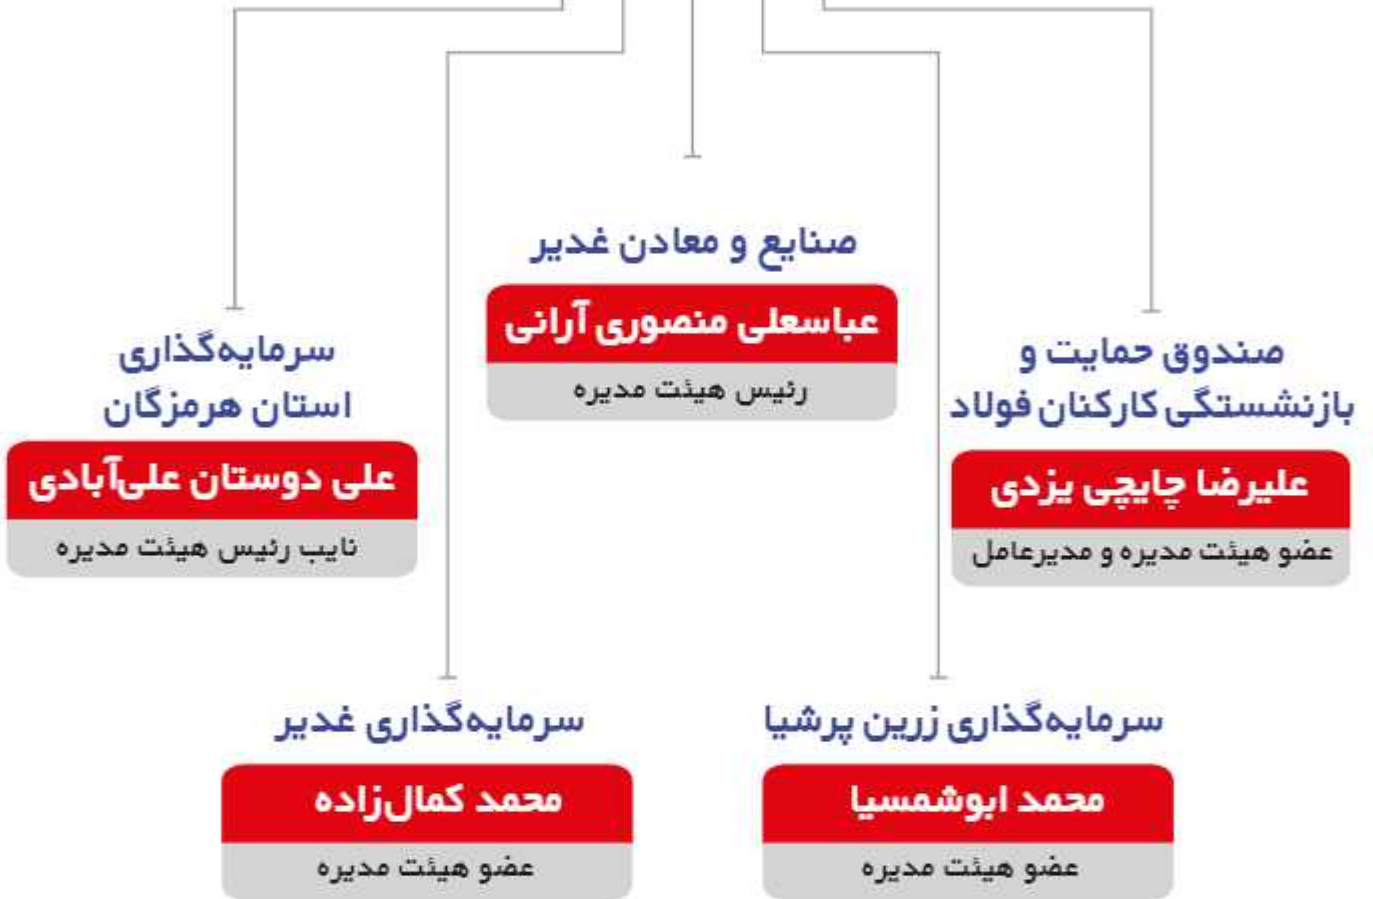 صنایع و معادن غدیر
عباسعلی منصوری آرانی
رئیس هیئت مدیره
صندوق حمایت و
بازنشستگی کارکنان فولاد
علیرضا چایچی یزدی
عضو هیئت مدیره و مدیرعامل
سرمایه‌گذاری
استان هرمزگان
علی دوستان علی‌آبادی
نایب رئیس هیئت مدیره
سرمایه‌گذاری زرین پرشیا
محمد ابوشمسیا
عضو هیئت مدیره
سرمایه‌گذاری غدیر
محمد کمال‌زاده
عضو هیئت مدیره